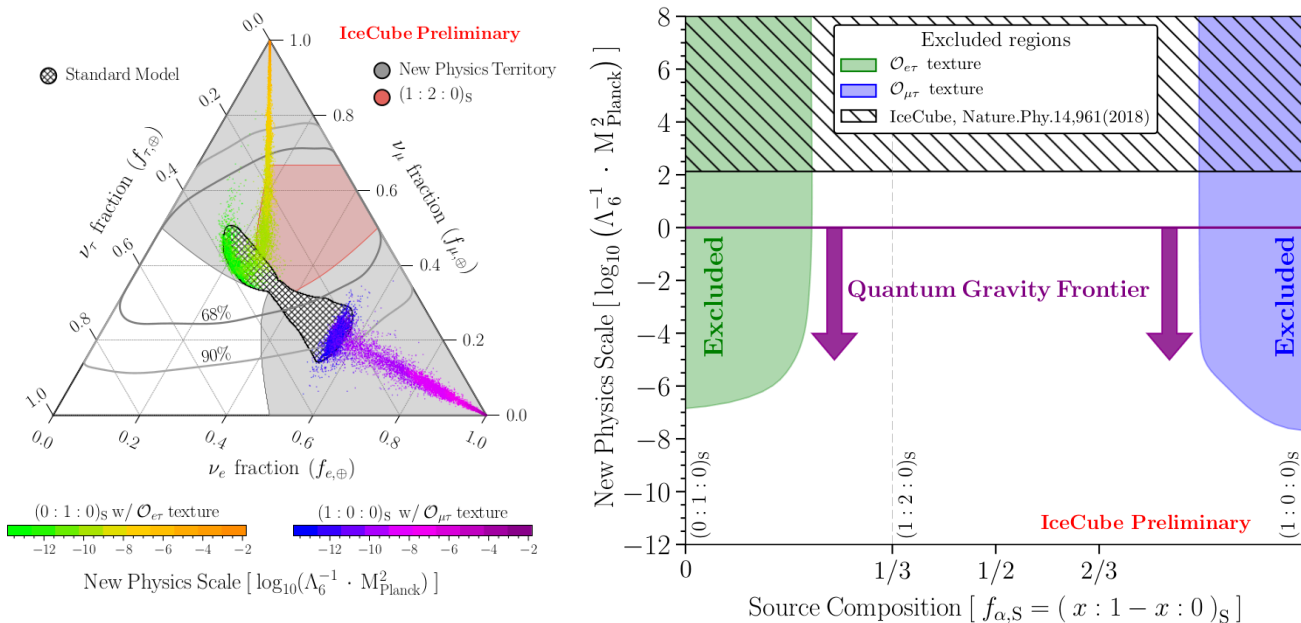 IceCube Preliminary
Standard Model
New Physics Territory
(1 : 2 : 0)S
0.0
0.2
0.4
0.6
0.8
1.0
ντ fraction (fτ,⊕)
1.0
0.8
0.6
0.4
0.2
0.0
νμ fraction (fμ,⊕)
68%
90%
0.0
0.2
0.4
0.6
0.8
1.0
νe fraction (fe,⊕)
(0 : 1 : 0)S w/ Oeτ texture
−12 −10 −8 −6 −4 −2
(1 : 0 : 0)S w/ Oμτ texture
−12 −10 −8 −6 −4 −2
New Physics Scale [ log10(Λ6⁻¹ · M²Planck) ]
New Physics Scale [ log10(Λ6⁻¹ · M²Planck) ]
8
6
4
2
0
−2
−4
−6
−8
−10
−12
Excluded regions
Oeτ texture
Oμτ texture
IceCube, Nature.Phy.14,961(2018)
Excluded
Quantum Gravity Frontier
Excluded
(0 : 1 : 0)S
(1 : 2 : 0)S
(1 : 0 : 0)S
IceCube Preliminary
0 1/3 1/2 2/3
Source Composition [ fα,S = ( x : 1 − x : 0 )S ]